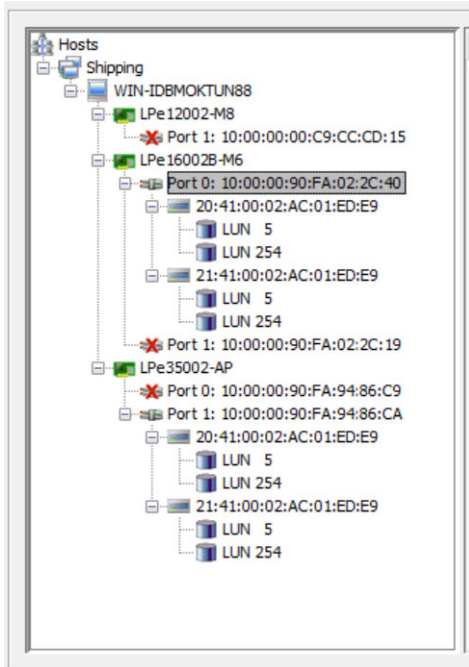 Hosts
Shipping
WIN-IDBMOKTUN88
LPe12002-M8
Port 1: 10:00:00:00:C9:CC:CD:15
LPe16002B-M6
Port 0: 10:00:00:90:FA:02:2C:40
20:41:00:02:AC:01:ED:E9
LUN 5
LUN 254
21:41:00:02:AC:01:ED:E9
LUN 5
LUN 254
Port 1: 10:00:00:90:FA:02:2C:19
LPe35002-AP
Port 0: 10:00:00:90:FA:94:86:C9
Port 1: 10:00:00:90:FA:94:86:CA
20:41:00:02:AC:01:ED:E9
LUN 5
LUN 254
21:41:00:02:AC:01:ED:E9
LUN 5
LUN 254